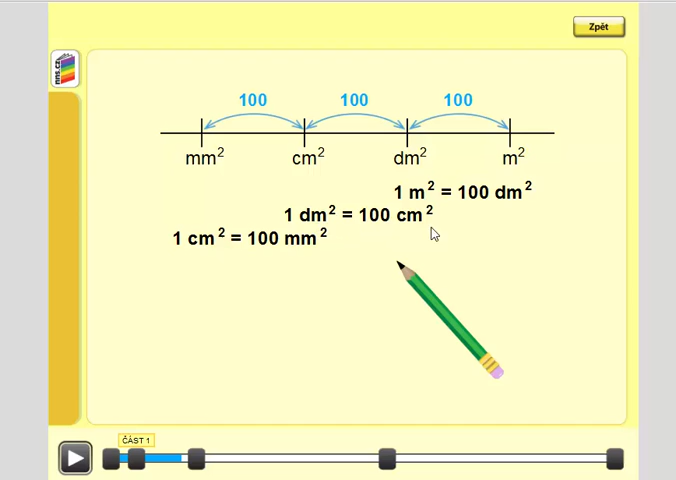 Zpět
nns.cz
100 100 100
mm² cm² dm² m²
1 m² = 100 dm²
1 dm² = 100 cm²
1 cm² = 100 mm²
ČÁST 1